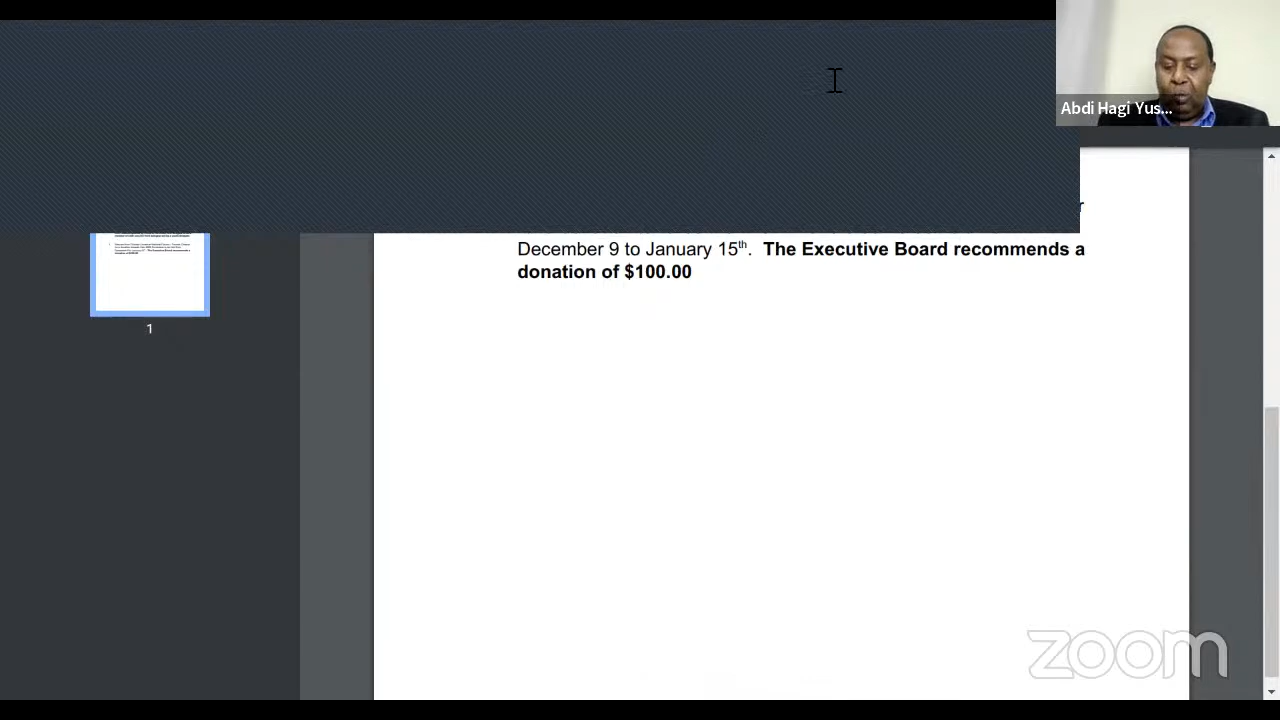 Abdi Hagi Yus...
r
December 9 to January 15th. The Executive Board recommends a
donation of $100.00
1
zoom